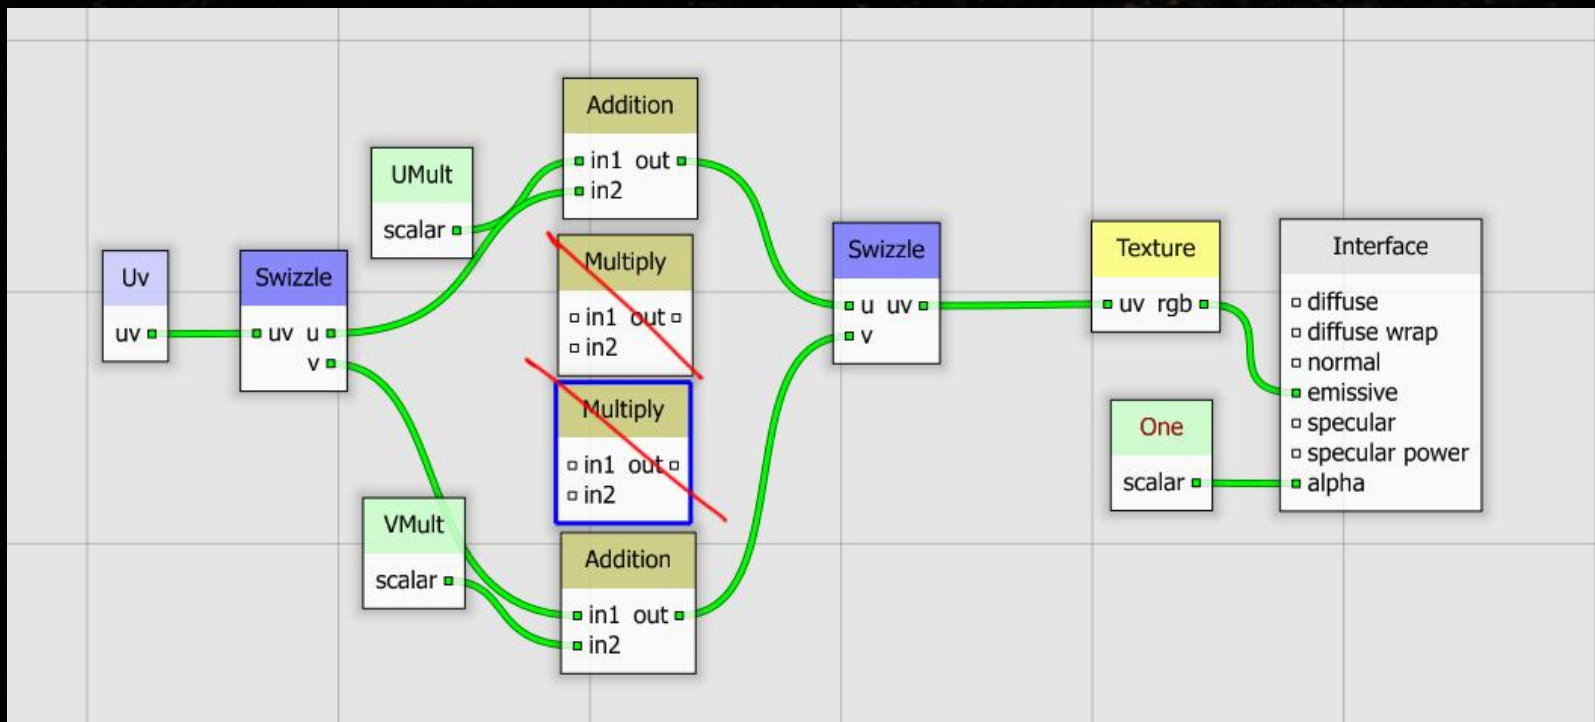 Uv
uv
Swizzle
uv u
v
UMult
scalar
VMult
scalar
Addition
in1 out
in2
Multiply
in1 out
in2
Multiply
in1 out
in2
Addition
in1 out
in2
Swizzle
u uv
v
Texture
uv rgb
One
scalar
Interface
diffuse
diffuse wrap
normal
emissive
specular
specular power
alpha